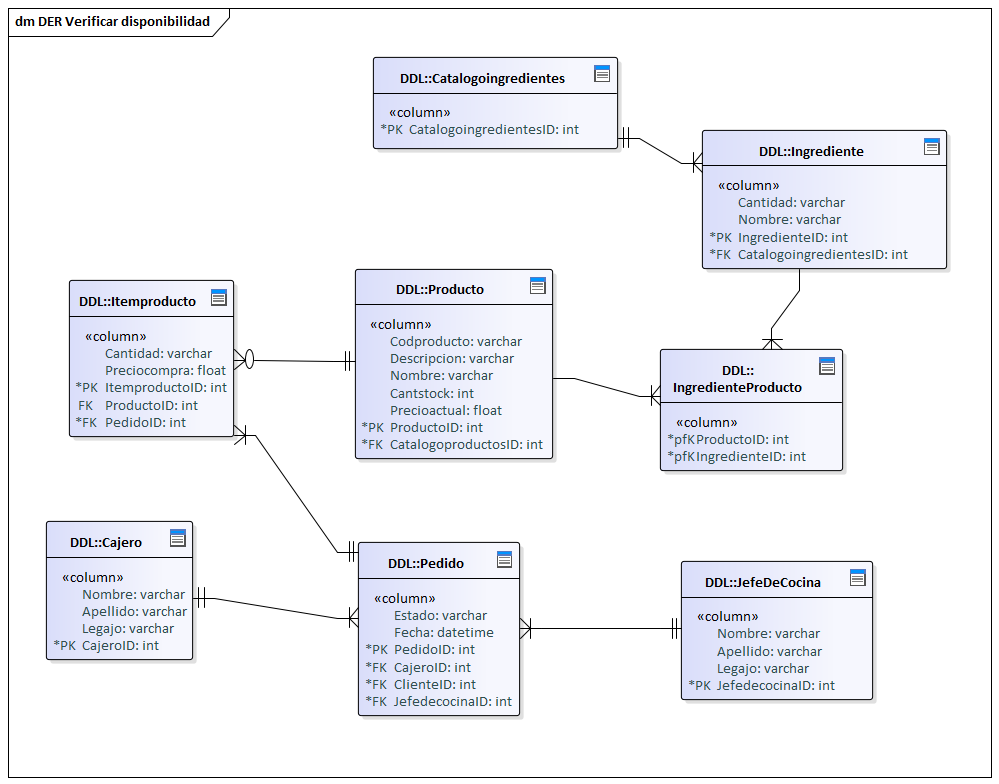 dm DER Verificar disponibilidad
DDL::Catalogoingredientes
«column»
*PK CatalogoingredientesID: int
DDL::Ingrediente
«column»
Cantidad: varchar
Nombre: varchar
*PK IngredienteID: int
*FK CatalogoingredientesID: int
DDL::Itemproducto
«column»
Cantidad: varchar
Preciocompra: float
*PK ItemproductoID: int
FK ProductoID: int
*FK PedidoID: int
DDL::Producto
«column»
Codproducto: varchar
Descripcion: varchar
Nombre: varchar
Cantstock: int
Precioactual: float
*PK ProductoID: int
*FK CatalogoproductosID: int
DDL::
IngredienteProducto
«column»
*pfKProductoID: int
*pfKIngredienteID: int
DDL::Cajero
«column»
Nombre: varchar
Apellido: varchar
Legajo: varchar
*PK CajeroID: int
DDL::Pedido
«column»
Estado: varchar
Fecha: datetime
*PK PedidoID: int
*FK CajeroID: int
*FK ClienteID: int
*FK JefedecocinaID: int
DDL::JefeDeCocina
«column»
Nombre: varchar
Apellido: varchar
Legajo: varchar
*PK JefedecocinaID: int